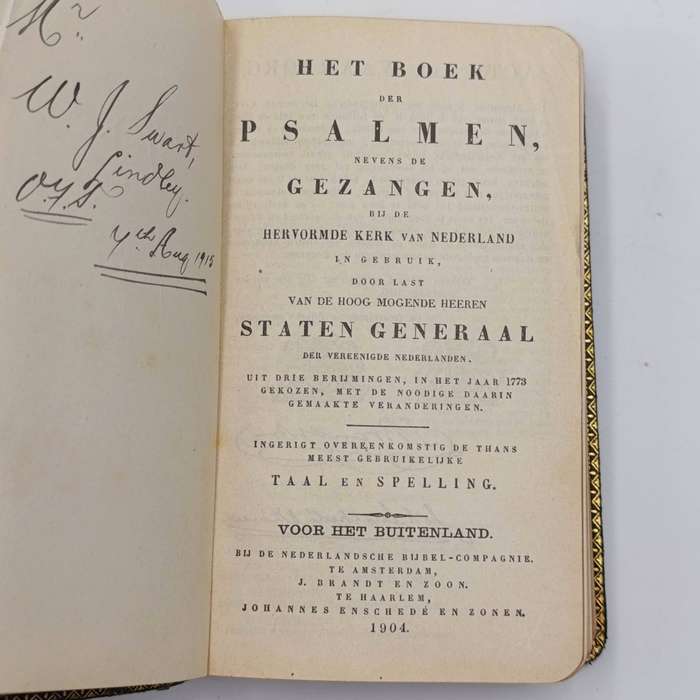 Mr
W. J. Swart,
Lindley.
O.F.S.
7th Aug 1915
HET BOEK
DER
PSALMEN,
NEVENS DE
GEZANGEN,
BIJ DE
HERVORMDE KERK VAN NEDERLAND
IN GEBRUIK,
DOOR LAST
VAN DE HOOG MOGENDE HEEREN
STATEN GENERAAL
DER VEREENIGDE NEDERLANDEN.
UIT DRIE BERIJMINGEN, IN HET JAAR 1773
GEKOZEN, MET DE NOODIGE DAARIN
GEMAAKTE VERANDERINGEN.
INGERIGT OVEREENKOMSTIG DE THANS
MEEST GEBRUIKELIJKE
TAAL EN SPELLING.
VOOR HET BUITENLAND.
BIJ DE NEDERLANDSCHE BIJBEL-COMPAGNIE.
TE AMSTERDAM,
J. BRANDT EN ZOON.
TE HAARLEM,
JOHANNES ENSCHEDÉ EN ZONEN.
1904.